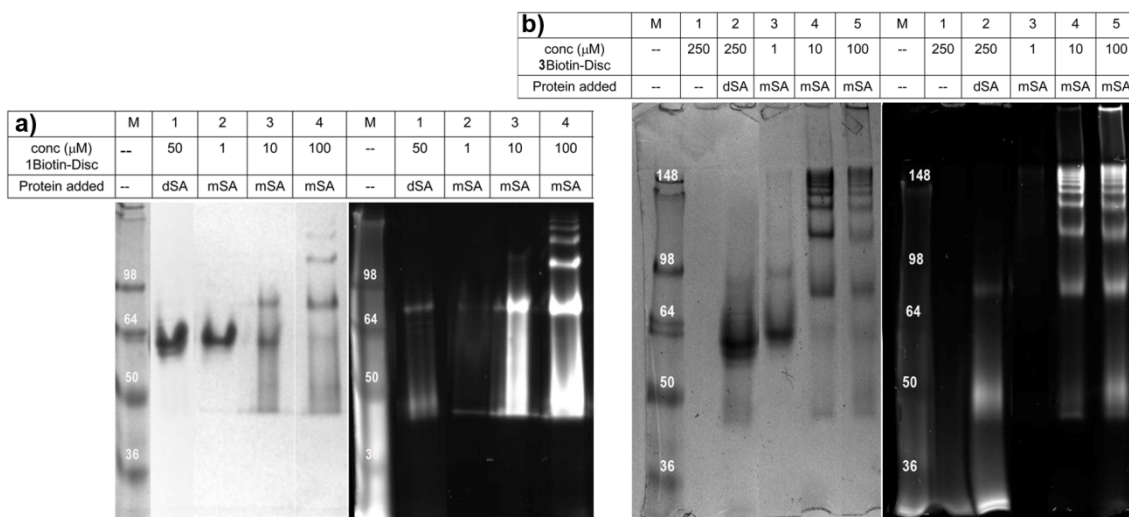 a)
M 1 2 3 4 M 1 2 3 4
conc (μM) 1Biotin-Disc -- 50 1 10 100 -- 50 1 10 100
Protein added -- dSA mSA mSA mSA -- dSA mSA mSA mSA
98 98
64 64
50 50
36 36
b)
M 1 2 3 4 5 M 1 2 3 4 5
conc (μM) 3Biotin-Disc -- 250 250 1 10 100 -- 250 250 1 10 100
Protein added -- -- dSA mSA mSA mSA -- -- dSA mSA mSA mSA
148 148
98 98
64 64
50 50
36 36